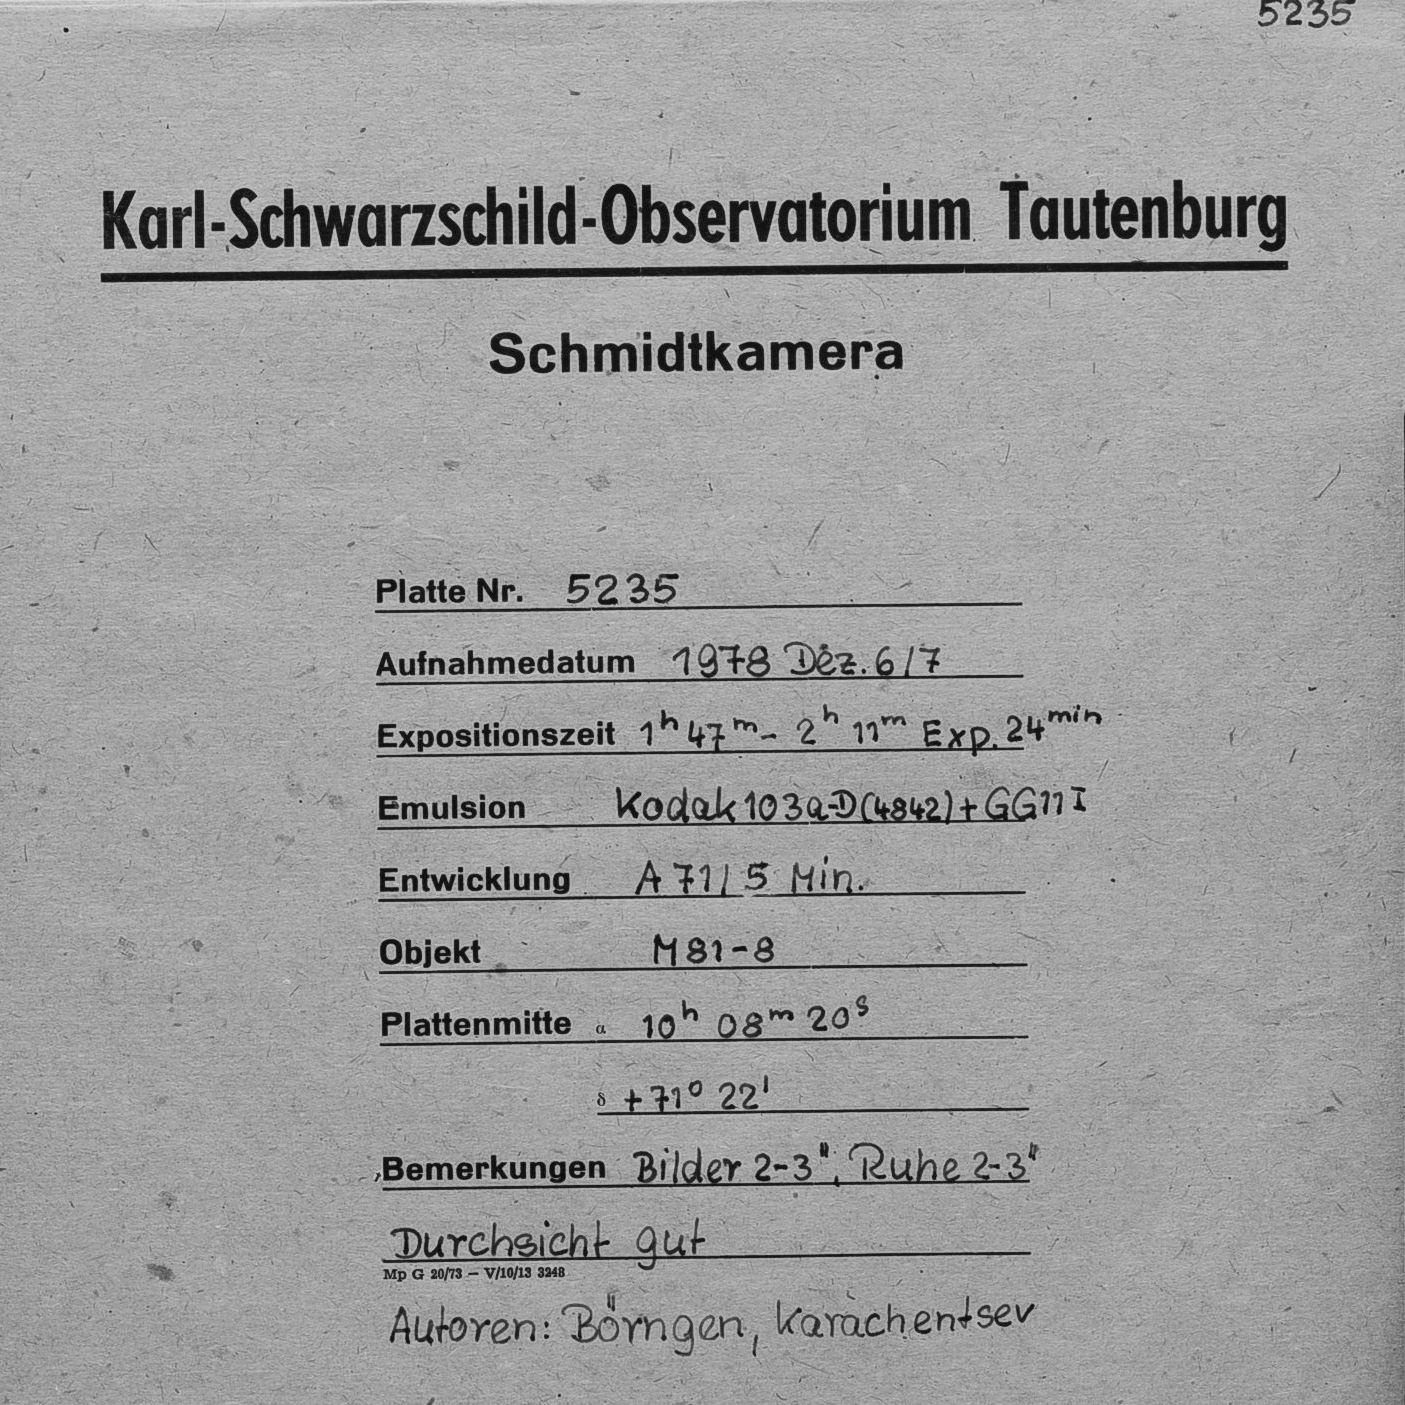 5235
Karl-Schwarzschild-Observatorium Tautenburg
Schmidtkamera
Platte Nr. 5235
Aufnahmedatum 1978 Dez. 6/7
Expositionszeit 1ʰ 47ᵐ - 2ʰ 11ᵐ Exp. 24ᵐⁱⁿ
Emulsion Kodak 103a-D(4842)+GG11 I
Entwicklung A 71 / 5 Min.
Objekt M 81-8
Plattenmitte α 10ʰ 08ᵐ 20ˢ
δ +71° 22'
Bemerkungen Bilder 2-3", Ruhe 2-3"
Durchsicht gut
Mp G 20/73 — V/10/13 3248
Autoren: Börngen, Karachentsev